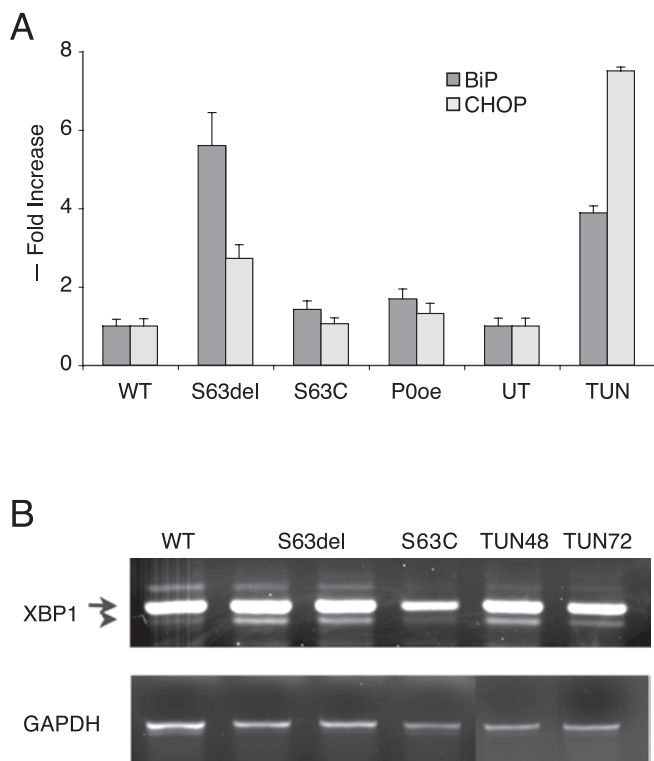 A
8
6
4
2
0
— Fold Increase
BiP
CHOP
WT S63del S63C P0oe UT TUN
B
WT S63del S63C TUN48 TUN72
XBP1
GAPDH